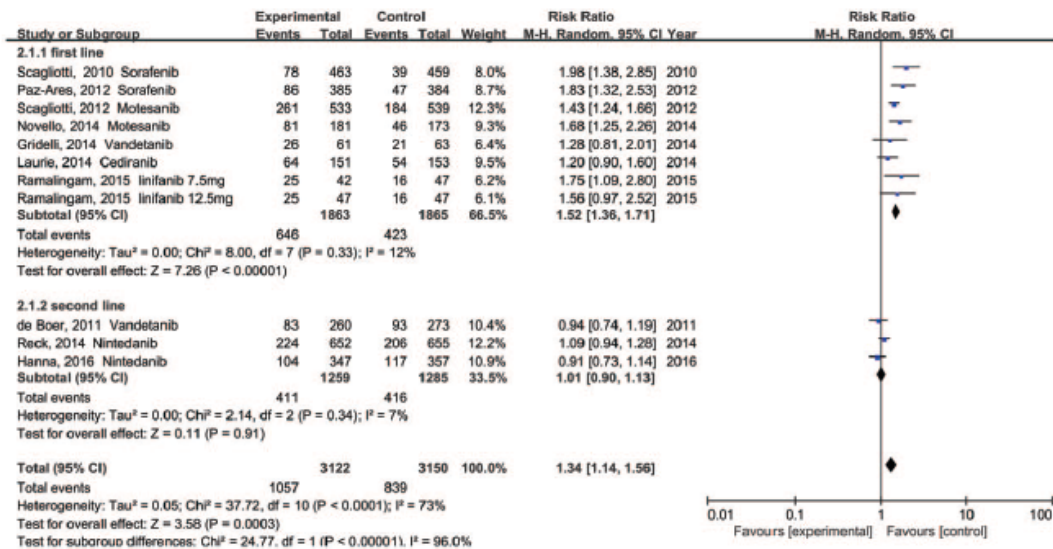 Experimental Control Risk Ratio Risk Ratio
Study or Subgroup Events Total Events Total Weight M-H, Random, 95% CI Year M-H, Random, 95% CI
2.1.1 first line
Scagliotti, 2010 Sorafenib 78 463 39 459 8.0% 1.98 [1.38, 2.85] 2010
Paz-Ares, 2012 Sorafenib 86 385 47 384 8.7% 1.83 [1.32, 2.53] 2012
Scagliotti, 2012 Motesanib 261 533 184 539 12.3% 1.43 [1.24, 1.66] 2012
Novello, 2014 Motesanib 81 181 46 173 9.3% 1.68 [1.25, 2.26] 2014
Gridelli, 2014 Vandetanib 26 61 21 63 6.4% 1.28 [0.81, 2.01] 2014
Laurie, 2014 Cediranib 64 151 54 153 9.5% 1.20 [0.90, 1.60] 2014
Ramalingam, 2015 linifanib 7.5mg 25 42 16 47 6.2% 1.75 [1.09, 2.80] 2015
Ramalingam, 2015 linifanib 12.5mg 25 47 16 47 6.1% 1.56 [0.97, 2.52] 2015
Subtotal (95% CI) 1863 1865 66.5% 1.52 [1.36, 1.71]
Total events 646 423
Heterogeneity: Tau² = 0.00; Chi² = 8.00, df = 7 (P = 0.33); I² = 12%
Test for overall effect: Z = 7.26 (P < 0.00001)
2.1.2 second line
de Boer, 2011 Vandetanib 83 260 93 273 10.4% 0.94 [0.74, 1.19] 2011
Reck, 2014 Nintedanib 224 652 206 655 12.2% 1.09 [0.94, 1.28] 2014
Hanna, 2016 Nintedanib 104 347 117 357 10.9% 0.91 [0.73, 1.14] 2016
Subtotal (95% CI) 1259 1285 33.5% 1.01 [0.90, 1.13]
Total events 411 416
Heterogeneity: Tau² = 0.00; Chi² = 2.14, df = 2 (P = 0.34); I² = 7%
Test for overall effect: Z = 0.11 (P = 0.91)
Total (95% CI) 3122 3150 100.0% 1.34 [1.14, 1.56]
Total events 1057 839
Heterogeneity: Tau² = 0.05; Chi² = 37.72, df = 10 (P < 0.0001); I² = 73%
Test for overall effect: Z = 3.58 (P = 0.0003)
Test for subgroup differences: Chi² = 24.77, df = 1 (P < 0.00001), I² = 96.0%
0.01 0.1 1 10 100
Favours [experimental] Favours [control]